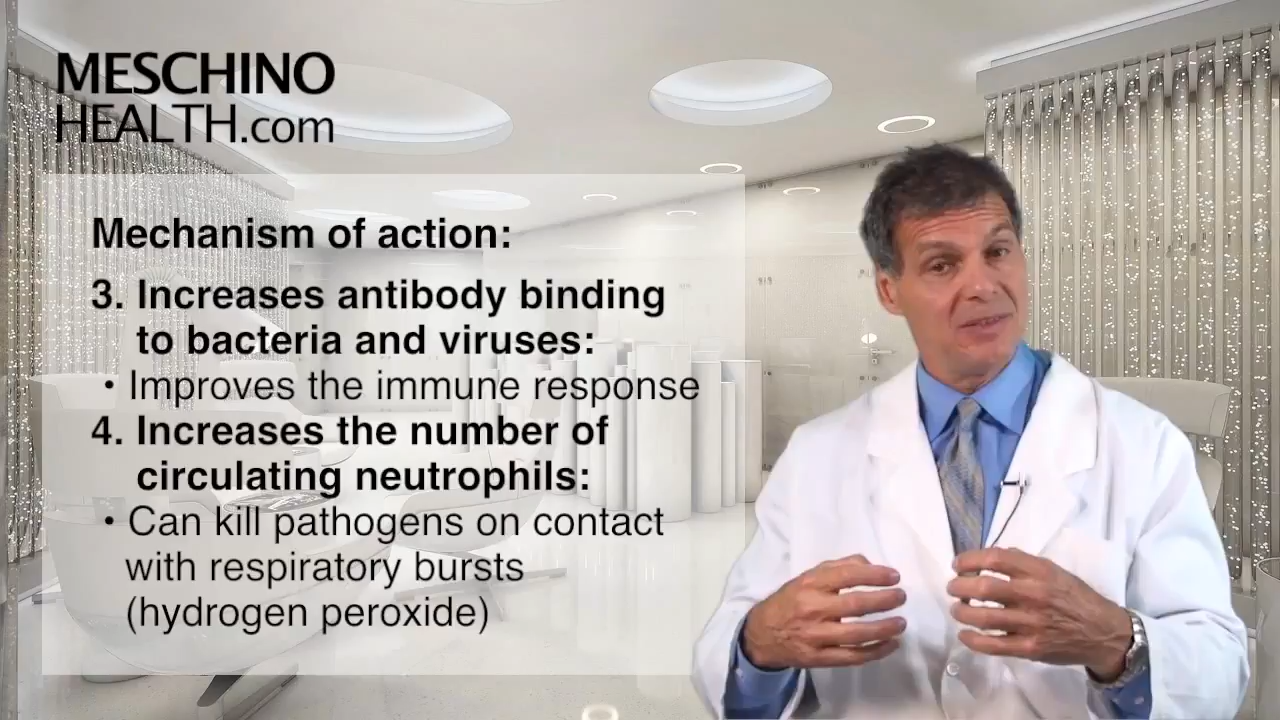 MESCHINO
HEALTH.com
Mechanism of action:
3. Increases antibody binding
to bacteria and viruses:
• Improves the immune response
4. Increases the number of
circulating neutrophils:
• Can kill pathogens on contact
with respiratory bursts
(hydrogen peroxide)